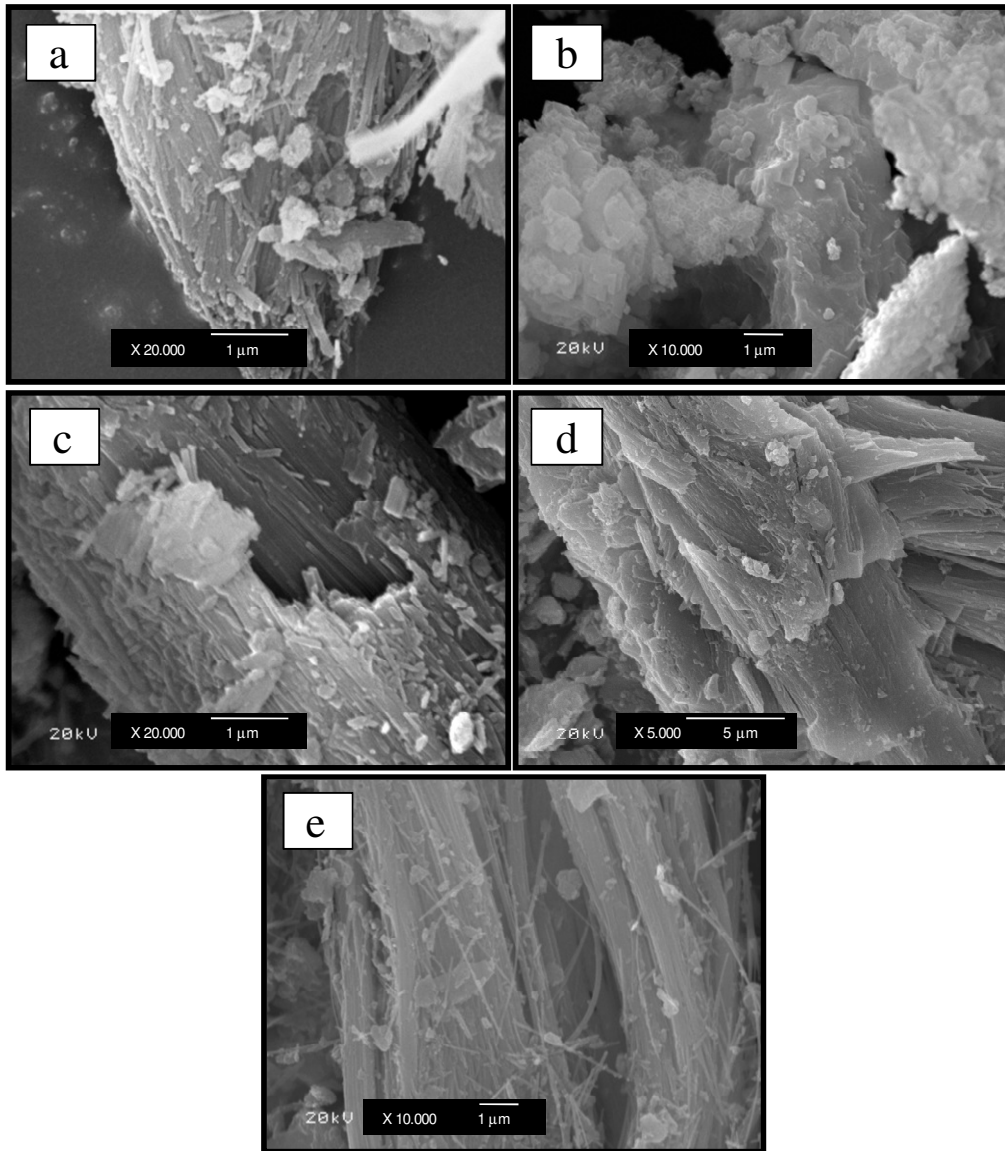 a
X 20.000 1 µm
b
20kV X 10.000 1 µm
c
20kV X 20.000 1 µm
d
20kV X 5.000 5 µm
e
20kV X 10.000 1 µm